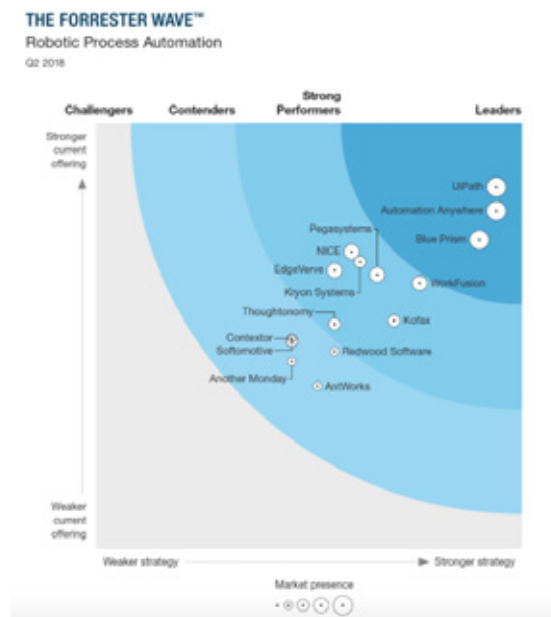 THE FORRESTER WAVE™
Robotic Process Automation
Q2 2018
Challengers
Contenders
Strong
Performers
Leaders
Stronger
current
offering
UiPath
Automation Anywhere
Pegasystems
Blue Prism
NICE
EdgeVerve
WorkFusion
Kryon Systems
Thoughtonomy
Kofax
Contextor
Softomotive
Redwood Software
Another Monday
AntWorks
Weaker
current
offering
Weaker strategy
Stronger strategy
Market presence